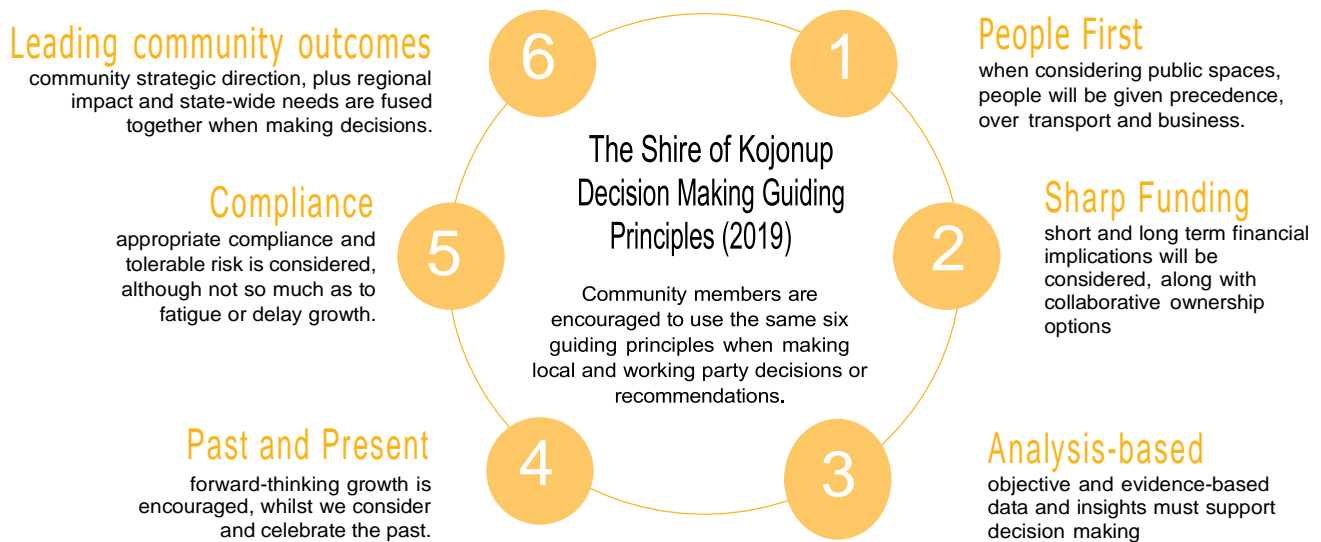 The Shire of Kojonup
Decision Making Guiding
Principles (2019)
Community members are
encouraged to use the same six
guiding principles when making
local and working party decisions or
recommendations.
1
People First
when considering public spaces,
people will be given precedence,
over transport and business.
2
Sharp Funding
short and long term financial
implications will be
considered, along with
collaborative ownership
options
3
Analysis-based
objective and evidence-based
data and insights must support
decision making
4
Past and Present
forward-thinking growth is
encouraged, whilst we consider
and celebrate the past.
5
Compliance
appropriate compliance and
tolerable risk is considered,
although not so much as to
fatigue or delay growth.
6
Leading community outcomes
community strategic direction, plus regional
impact and state-wide needs are fused
together when making decisions.